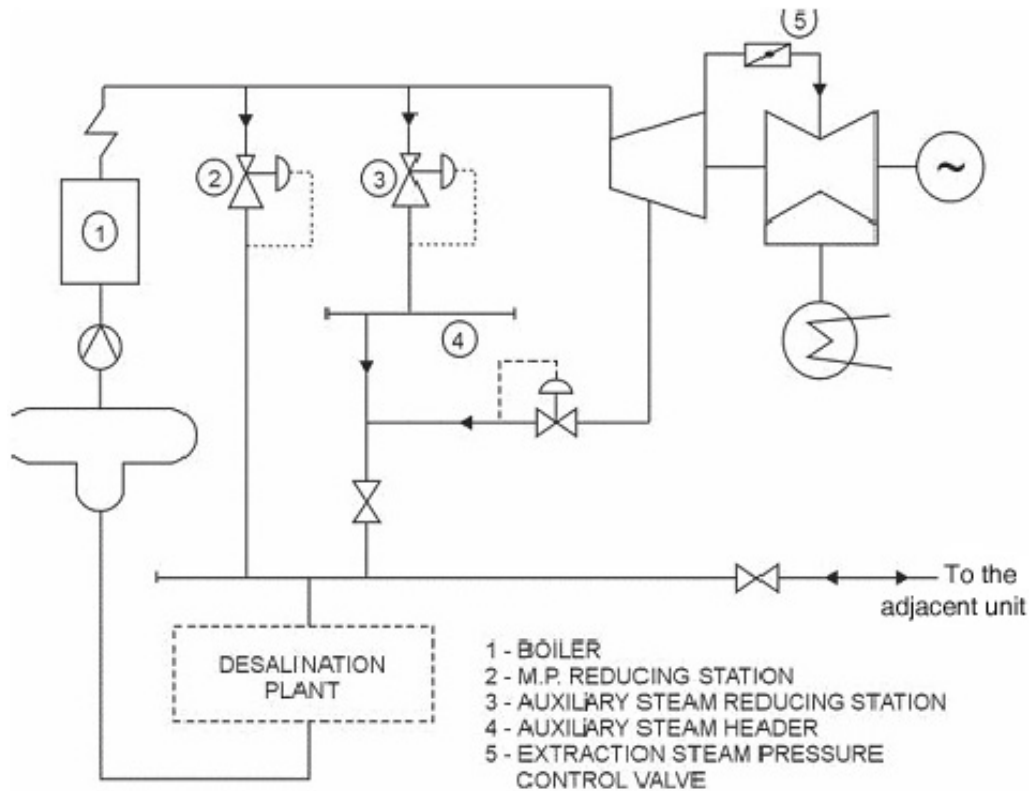 5
2
3
1
4
~
To the
adjacent unit
DESALINATION
PLANT
1 - BOILER
2 - M.P. REDUCING STATION
3 - AUXILiARY STEAM REDUCING STATION
4 - AUXILiARY STEAM HEADER
5 - EXTRACTION STEAM PRESSURE
CONTROL VALVE